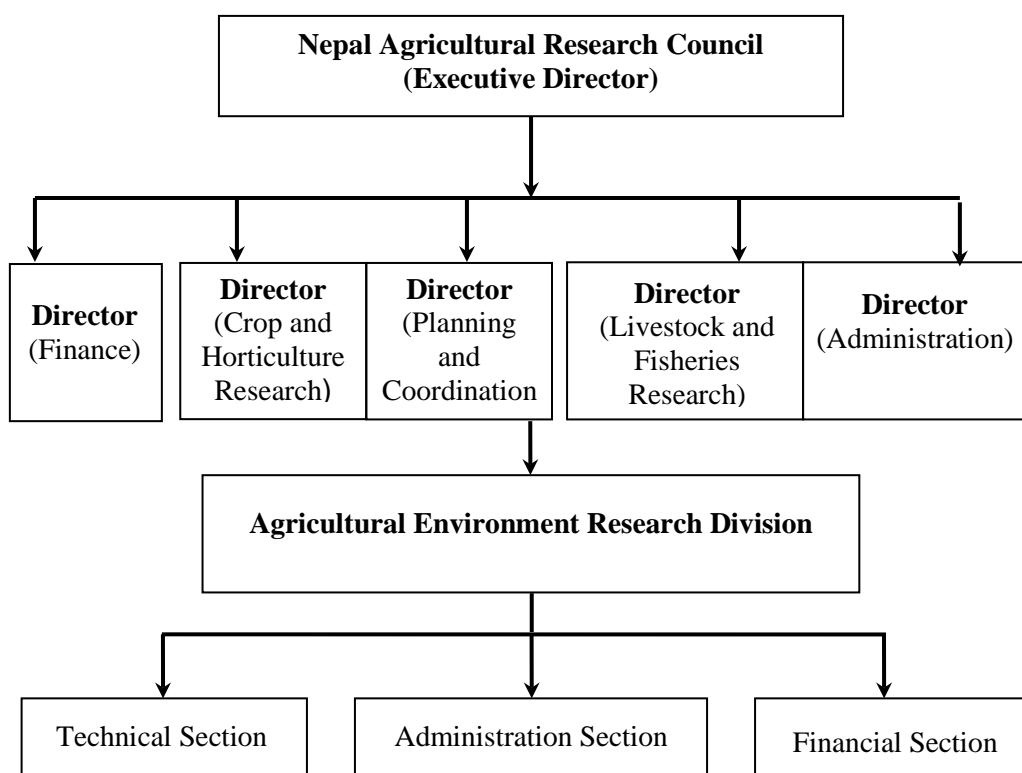 Nepal Agricultural Research Council
(Executive Director)
Director
(Finance)
Director
(Crop and
Horticulture
Research)
Director
(Planning
and
Coordination
Director
(Livestock and
Fisheries
Research)
Director
(Administration)
Agricultural Environment Research Division
Technical Section
Administration Section
Financial Section